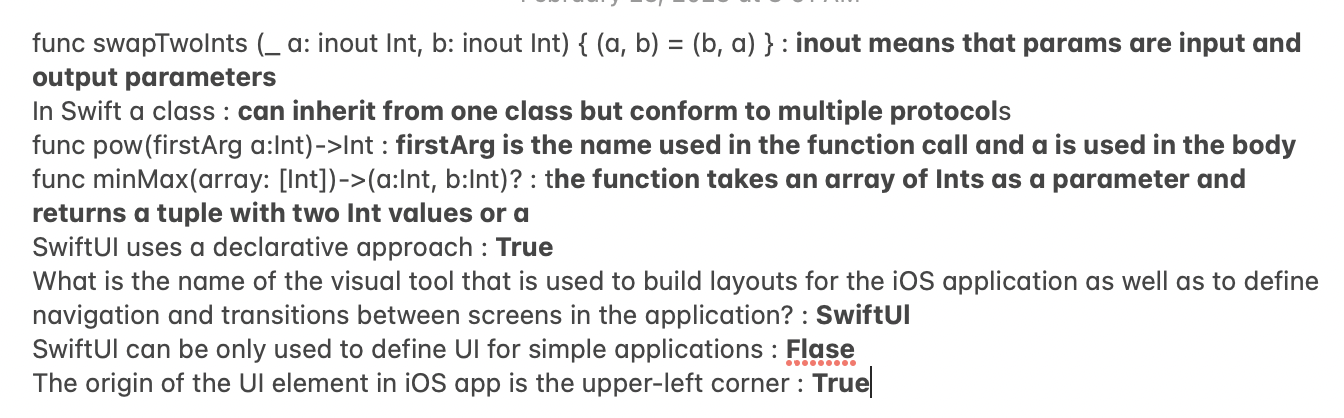 func swapTwoInts (_ a: inout Int, b: inout Int) { (a, b) = (b, a) } : inout means that params are input and
output parameters
In Swift a class : can inherit from one class but conform to multiple protocols
func pow(firstArg a:Int)->Int : firstArg is the name used in the function call and a is used in the body
func minMax(array: [Int])->(a:Int, b:Int)? : the function takes an array of Ints as a parameter and
returns a tuple with two Int values or a
SwiftUI uses a declarative approach : True
What is the name of the visual tool that is used to build layouts for the iOS application as well as to define
navigation and transitions between screens in the application? : SwiftUI
SwiftUI can be only used to define UI for simple applications : Flase
The origin of the UI element in iOS app is the upper-left corner : True